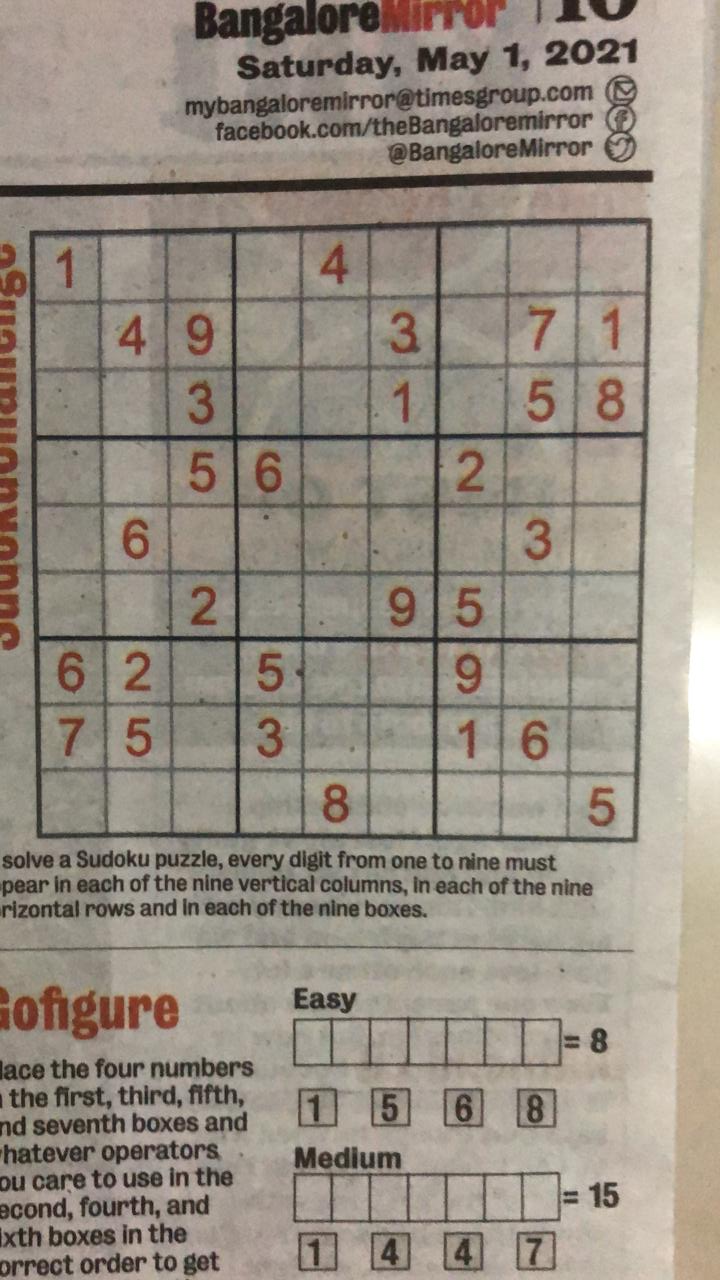 BangaloreMirror | 10
Saturday, May 1, 2021
mybangaloremirror@timesgroup.com
facebook.com/theBangaloremirror
@BangaloreMirror
1 4
4 9 3 7 1
3 1 5 8
5 6 2
6 3
2 9 5
6 2 5 9
7 5 3 1 6
8 5
solve a Sudoku puzzle, every digit from one to nine must
pear in each of the nine vertical columns, in each of the nine
rizontal rows and in each of the nine boxes.
Gofigure
lace the four numbers
the first, third, fifth,
nd seventh boxes and
hatever operators
ou care to use in the
econd, fourth, and
ixth boxes in the
orrect order to get
Easy
= 8
1 5 6 8
Medium
= 15
1 4 4 7